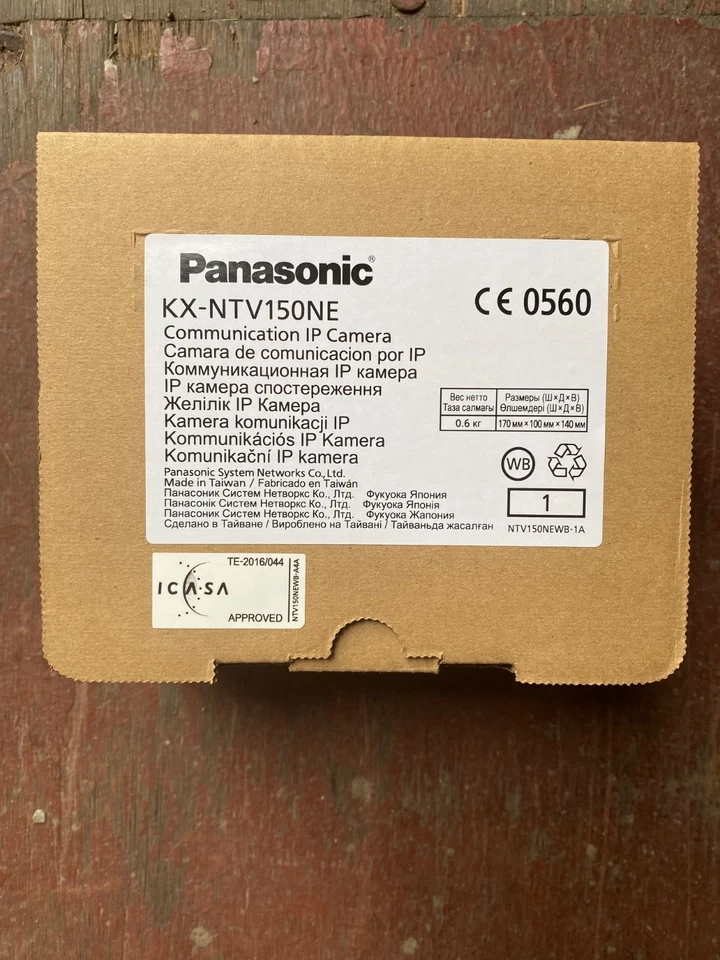 Panasonic®
KX-NTV150NE
CE 0560
Communication IP Camera
Camara de comunicacion por IP
Коммуникационная IP камера
IP камера спостереження
Желілік IP Камера
Kamera komunikacji IP
Kommunikációs IP Kamera
Komunikační IP kamera
Вес нетто Размеры (Ш×Д×В)
Таза салмағы Өлшемдері (Ш×Д×В)
0.6 кг 170 мм × 100 мм × 140 мм
WB
Panasonic System Networks Co., Ltd.
Made in Taiwan / Fabricado en Taiwán
Панасоник Систем Нетворкс Ко., Лтд. Фукуока Япония
Панасонік Систем Нетворкс Ко., Лтд. Фукуока Японія
Панасоник Систем Нетворкс Ко., Лтд. Фукуока Жапония
Сделано в Тайване / Вироблено на Тайвані / Тайваньда жасалған
1
NTV150NEWB-1A
TE-2016/044
ICASA
APPROVED
NTV150NEWB-A4A